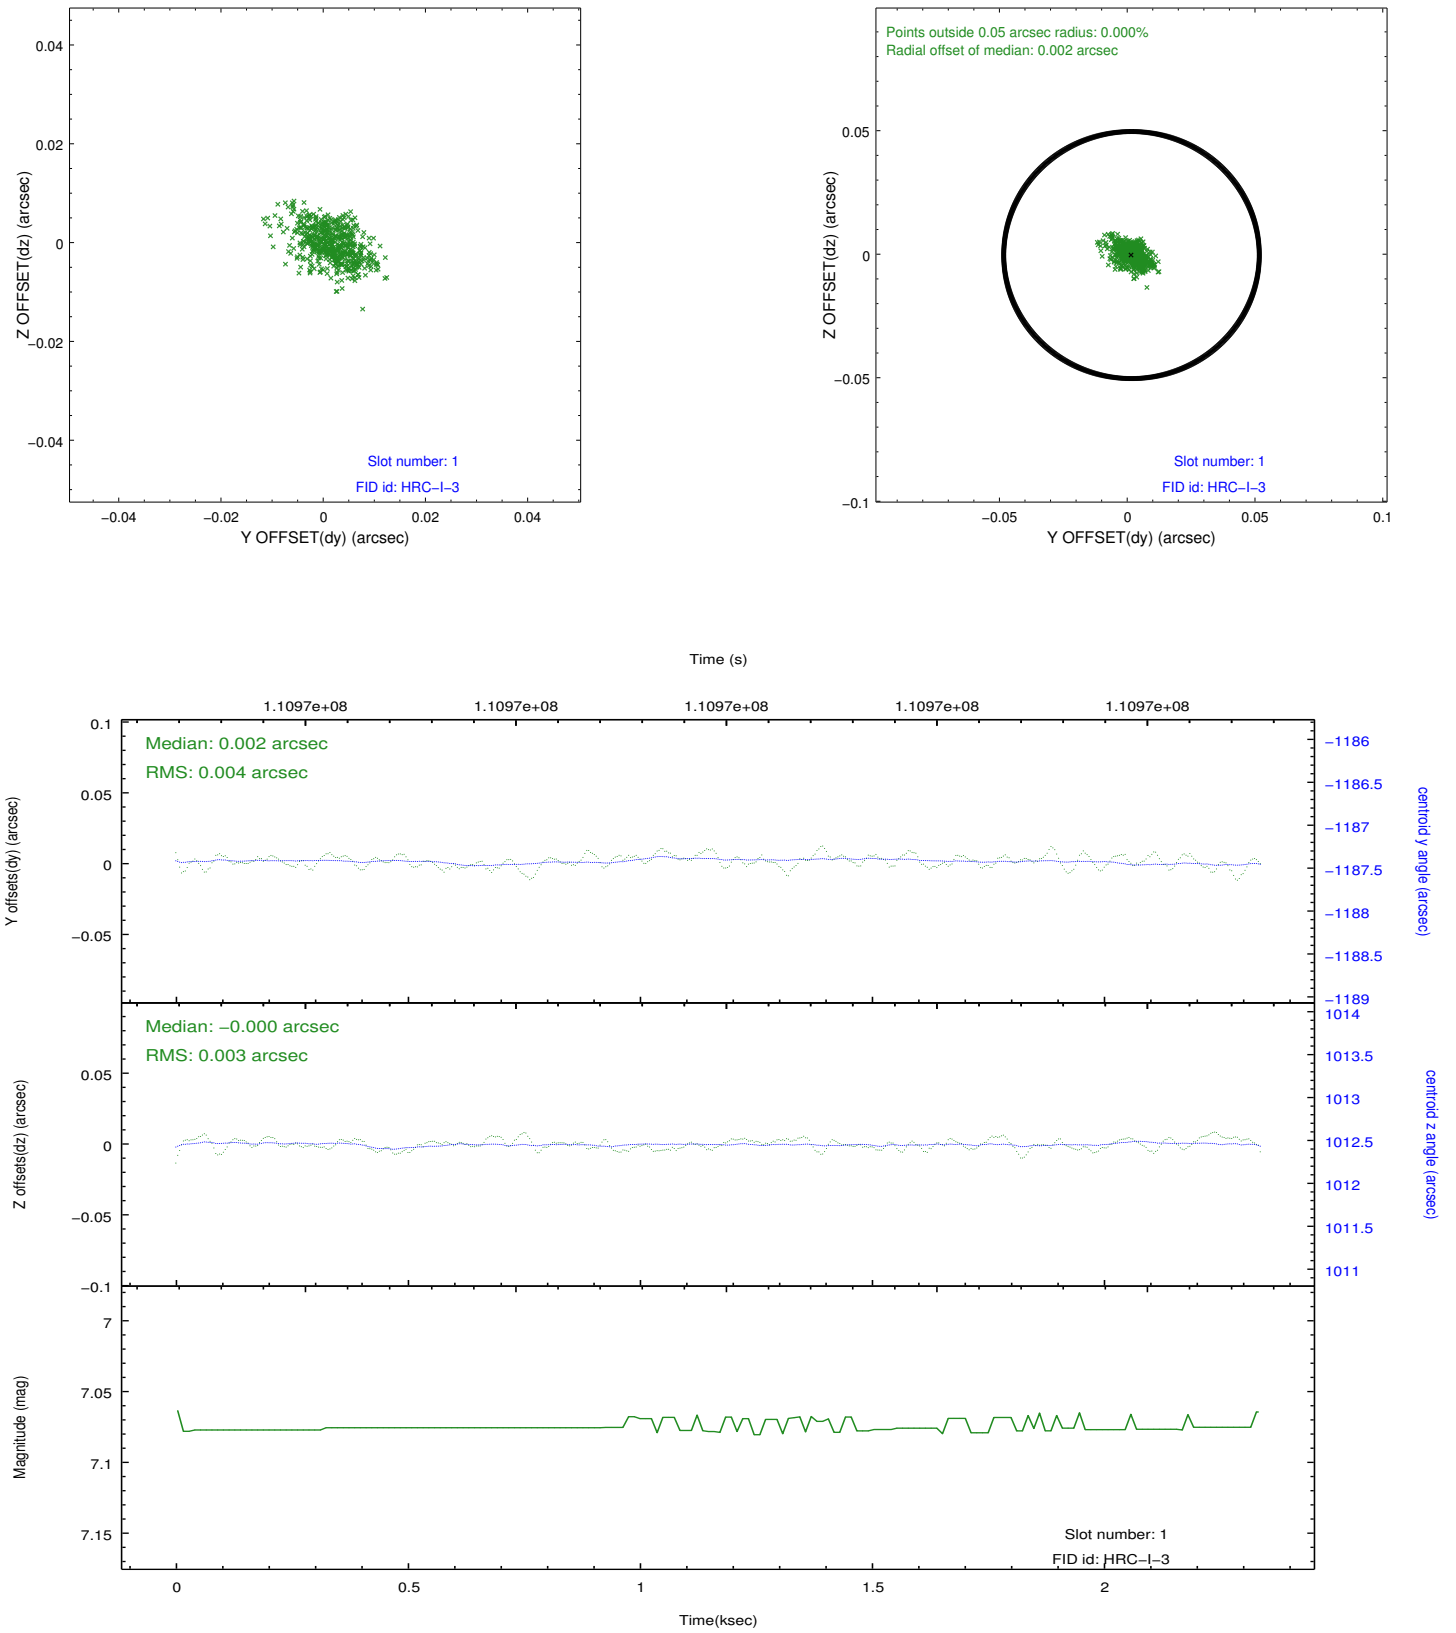 0.04
0.02
0
−0.02
−0.04
Z OFFSET(dz) (arcsec)
Slot number: 1
FID id: HRC−I−3
−0.04
−0.02
0
0.02
0.04
Y OFFSET(dy) (arcsec)
Points outside 0.05 arcsec radius: 0.000%
Radial offset of median: 0.002 arcsec
0.05
0
−0.05
−0.1
Z OFFSET(dz) (arcsec)
Slot number: 1
FID id: HRC−I−3
−0.05
0
0.05
0.1
Y OFFSET(dy) (arcsec)
Time (s)
1.1097e+08
1.1097e+08
1.1097e+08
1.1097e+08
1.1097e+08
Median: 0.002 arcsec
RMS: 0.004 arcsec
0.1
0.05
0
−0.05
Y offsets(dy) (arcsec)
−1186
−1186.5
−1187
−1187.5
−1188
−1188.5
−1189
centroid y angle (arcsec)
Median: −0.000 arcsec
RMS: 0.003 arcsec
0.05
0
−0.05
−0.1
Z offsets(dz) (arcsec)
1014
1013.5
1013
1012.5
1012
1011.5
1011
centroid z angle (arcsec)
7
7.05
7.1
7.15
Magnitude (mag)
Slot number: 1
FID id: HRC−I−3
0
0.5
1
1.5
2
Time(ksec)